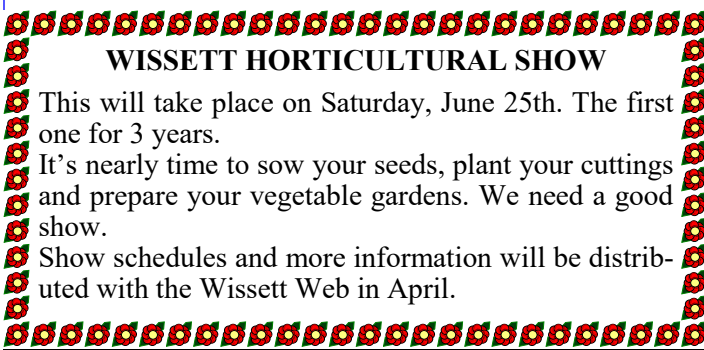 WISSETT HORTICULTURAL SHOW
This will take place on Saturday, June 25th. The first
one for 3 years.
It’s nearly time to sow your seeds, plant your cuttings
and prepare your vegetable gardens. We need a good
show.
Show schedules and more information will be distrib-
uted with the Wissett Web in April.